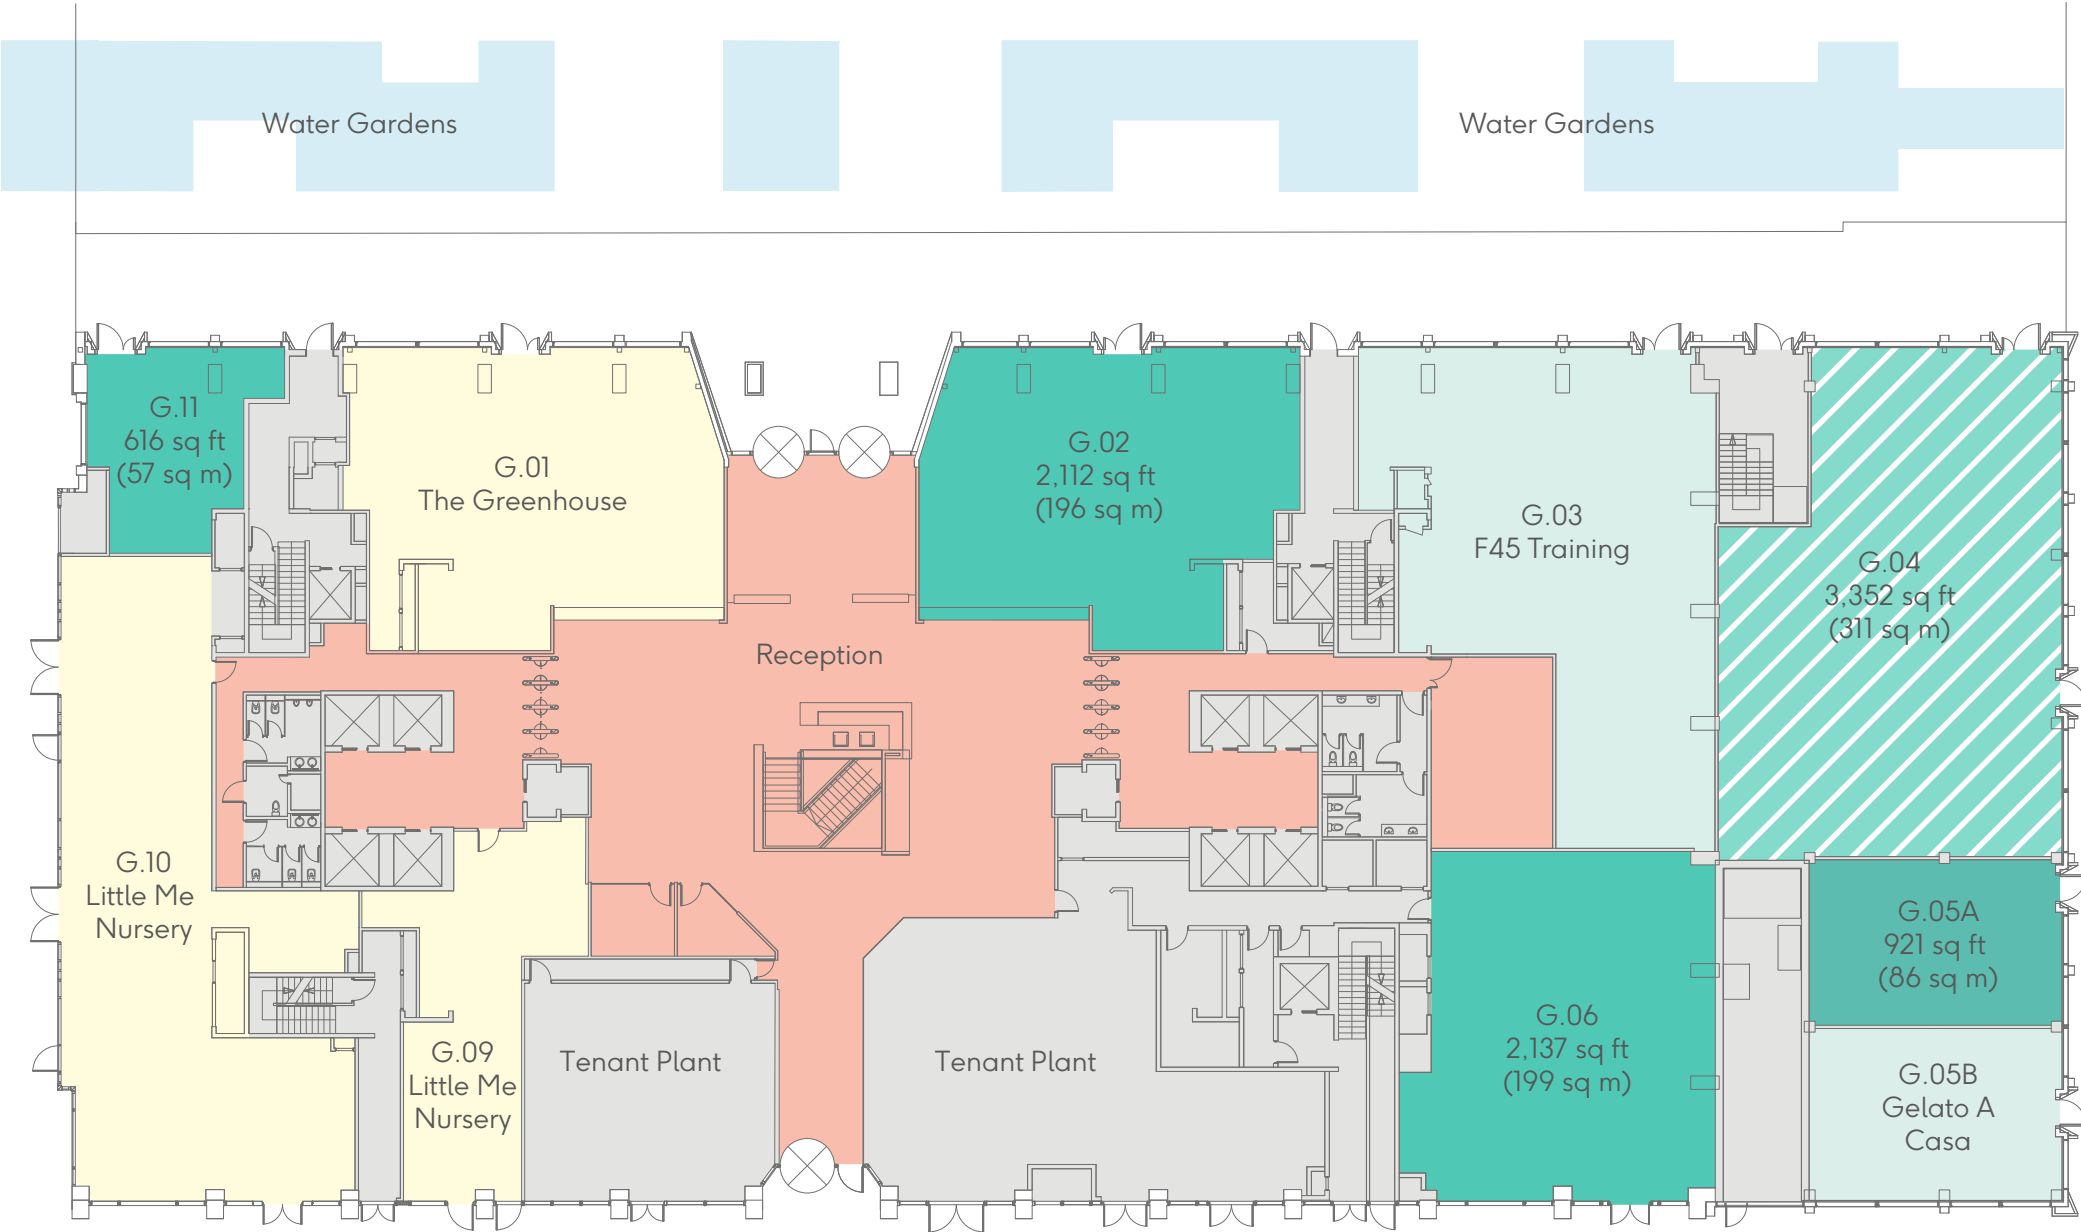 Water Gardens
Water Gardens
G.11
616 sq ft
(57 sq m)
G.01
The Greenhouse
G.02
2,112 sq ft
(196 sq m)
G.03
F45 Training
G.04
3,352 sq ft
(311 sq m)
Reception
G.10
Little Me
Nursery
G.09
Little Me
Nursery
Tenant Plant
Tenant Plant
G.06
2,137 sq ft
(199 sq m)
G.05A
921 sq ft
(86 sq m)
G.05B
Gelato A
Casa